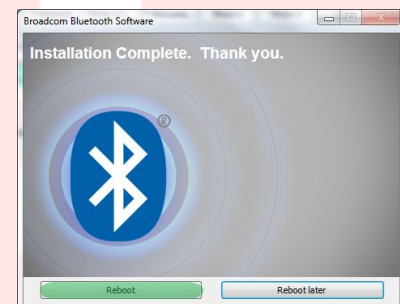 Broadcom Bluetooth Software
Installation Complete. Thank you.
®
Reboot
Reboot later